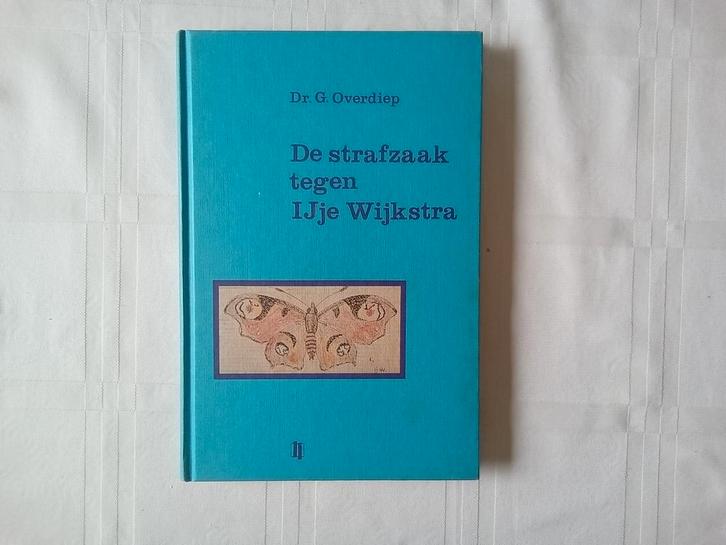 Dr. G. Overdiep
De strafzaak
tegen
IJje Wijkstra